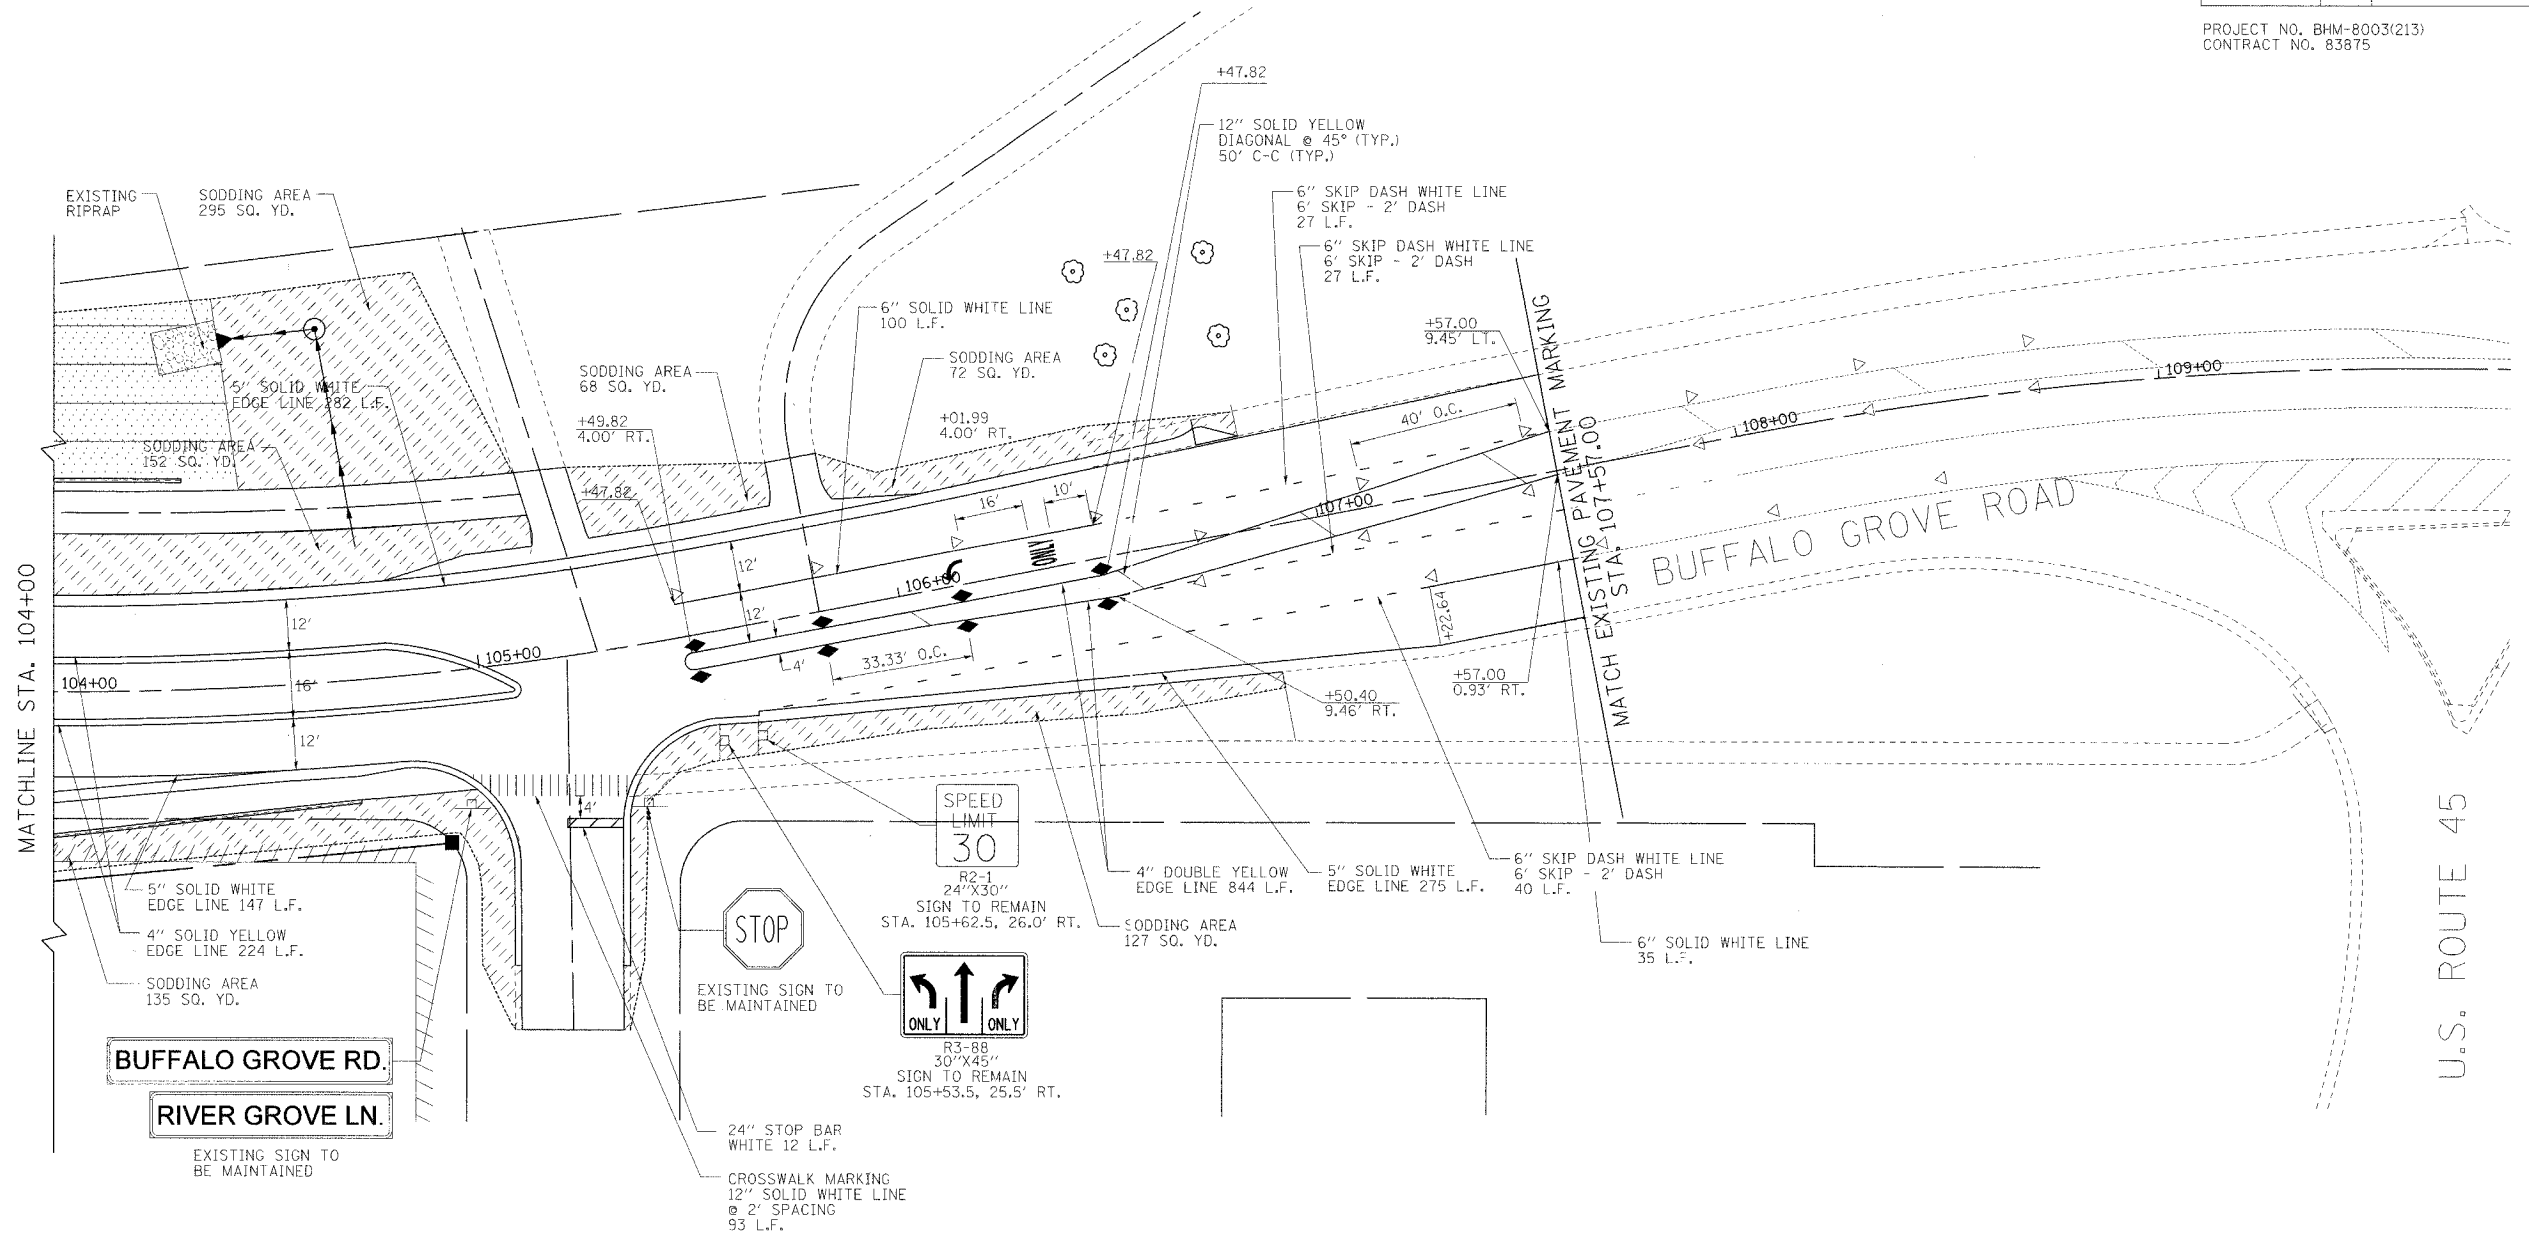 PROJECT NO. BHM-8003(213)
CONTRACT NO. 83875
+47.82
12" SOLID YELLOW
DIAGONAL @ 45° (TYP.)
50' C-C (TYP.)
EXISTING
RIPRAP
SODDING AREA
295 SQ. YD.
6" SKIP DASH WHITE LINE
6' SKIP - 2' DASH
27 L.F.
6" SKIP DASH WHITE LINE
6' SKIP - 2' DASH
27 L.F.
+47.82
6" SOLID WHITE LINE
100 L.F.
+57.00
9.45' LT.
SODDING AREA
72 SQ. YD.
SODDING AREA
68 SQ. YD.
5" SOLID WHITE
EDGE LINE 282 L.F.
+49.82
4.00' RT.
+01.99
4.00' RT.
40' O.C.
SODDING AREA
152 SQ. YD.
+47.82
16'
10'
107+00
108+00
109+00
MATCH EXISTING PAVEMENT MARKING
STA. 107+57.00
BUFFALO GROVE ROAD
12'
ONLY
106+00
12'
4'
33.33' O.C.
+22.64
MATCHLINE STA. 104+00
12'
105+00
104+00
16'
12'
+50.40
9.46' RT.
+57.00
0.93' RT.
4'
SPEED
LIMIT
30
R2-1
24"X30"
SIGN TO REMAIN
STA. 105+62.5, 26.0' RT.
4" DOUBLE YELLOW
EDGE LINE 844 L.F.
5" SOLID WHITE
EDGE LINE 275 L.F.
6" SKIP DASH WHITE LINE
6' SKIP - 2' DASH
40 L.F.
5" SOLID WHITE
EDGE LINE 147 L.F.
4" SOLID YELLOW
EDGE LINE 224 L.F.
SODDING AREA
135 SQ. YD.
STOP
EXISTING SIGN TO
BE MAINTAINED
SODDING AREA
127 SQ. YD.
6" SOLID WHITE LINE
35 L.F.
ONLY
ONLY
R3-88
30"X45"
SIGN TO REMAIN
STA. 105+53.5, 25.5' RT.
BUFFALO GROVE RD.
RIVER GROVE LN.
EXISTING SIGN TO
BE MAINTAINED
24" STOP BAR
WHITE 12 L.F.
CROSSWALK MARKING
12" SOLID WHITE LINE
@ 2' SPACING
93 L.F.
U.S. ROUTE 45